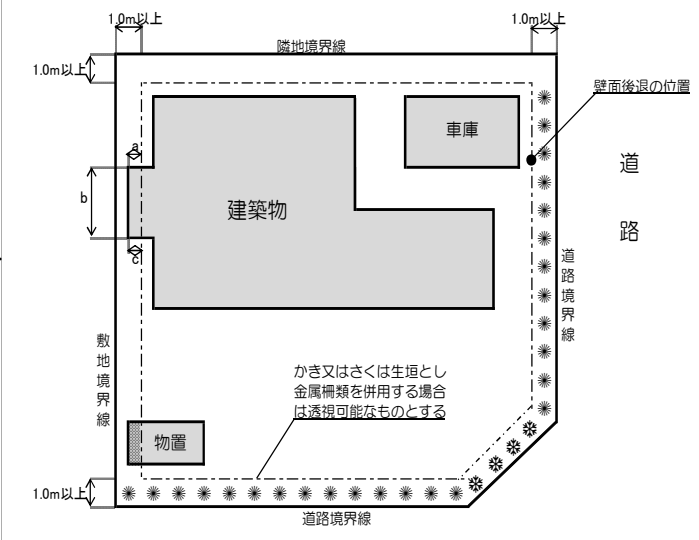 1.0m以上
1.0m以上
隣地境界線
1.0m以上
壁面後退の位置
車庫
道路
a
b
建築物
c
道路境界線
敷地境界線
かき又はさくは生垣とし
金属柵類を併用する場合
は透視可能なものとする
物置
1.0m以上
道路境界線